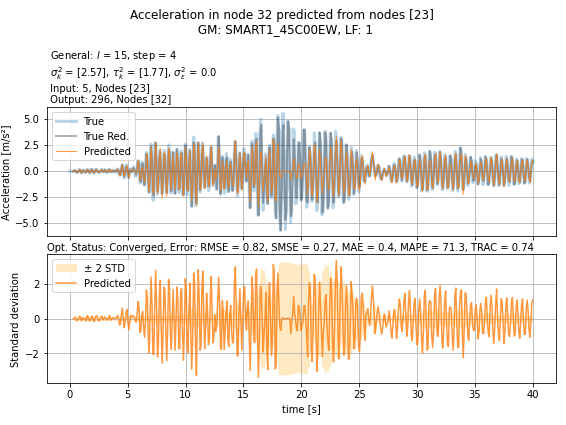 Acceleration in node 32 predicted from nodes [23]
GM: SMART1_45C00EW, LF: 1
General: l = 15, step = 4
σ²ₖ = [2.57], τ²ₖ = [1.77], σ²ε = 0.0
Input: 5, Nodes [23]
Output: 296, Nodes [32]
Acceleration [m/s²]
5.0
2.5
0.0
−2.5
−5.0
True
True Red.
Predicted
Opt. Status: Converged, Error: RMSE = 0.82, SMSE = 0.27, MAE = 0.4, MAPE = 71.3, TRAC = 0.74
Standard deviation
2
0
−2
± 2 STD
Predicted
0 5 10 15 20 25 30 35 40
time [s]